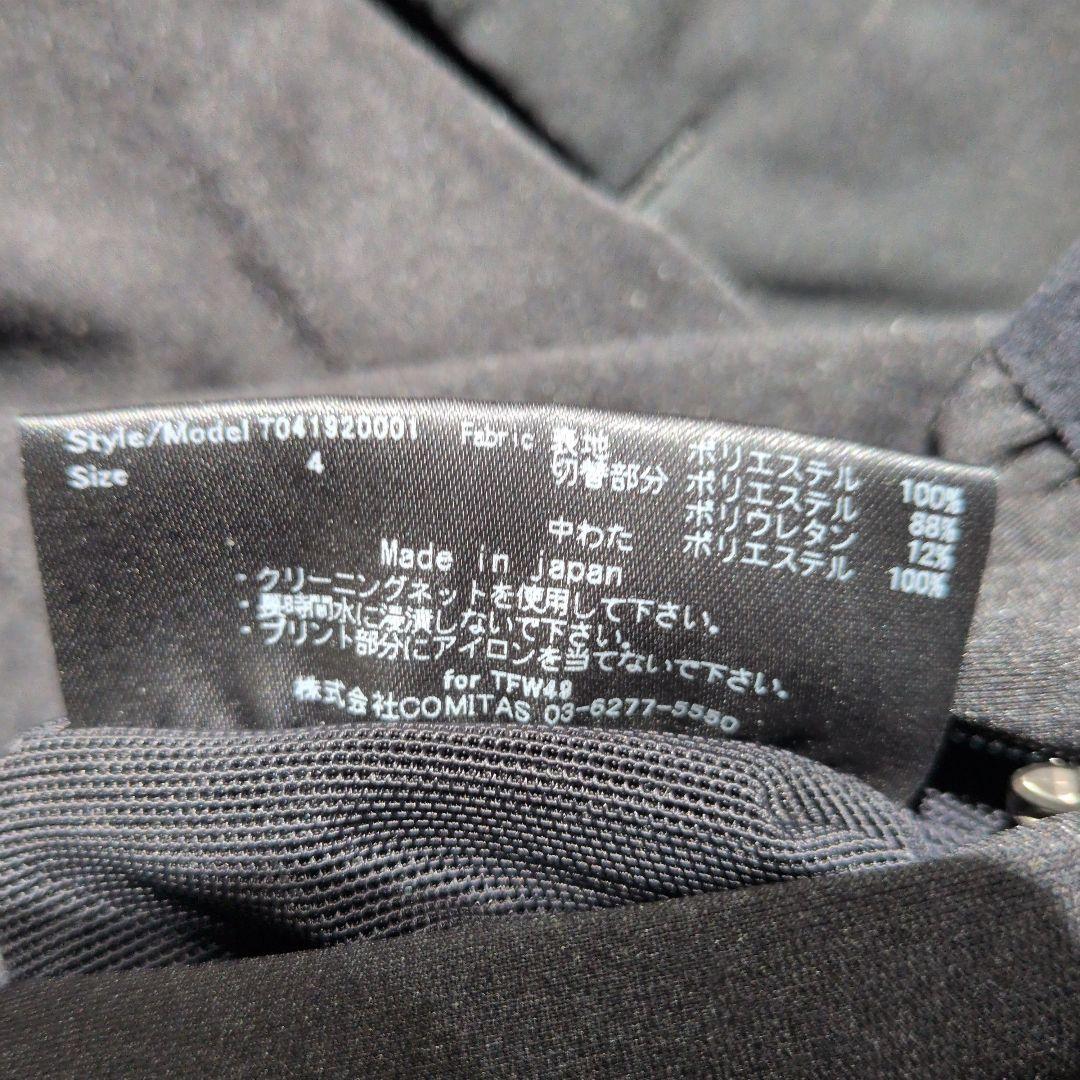 Style/Model T041920001 Fabric 表地 ポリエステル 100%
Size 4 切替部分 ポリエステル 88%
ポリウレタン 12%
中わた ポリエステル 100%
Made in japan
・クリーニングネットを使用して下さい。
・長時間水に浸漬しないで下さい。
・プリント部分にアイロンを当てないで下さい。
for TFW49
株式会社COMITAS 03-6277-5550